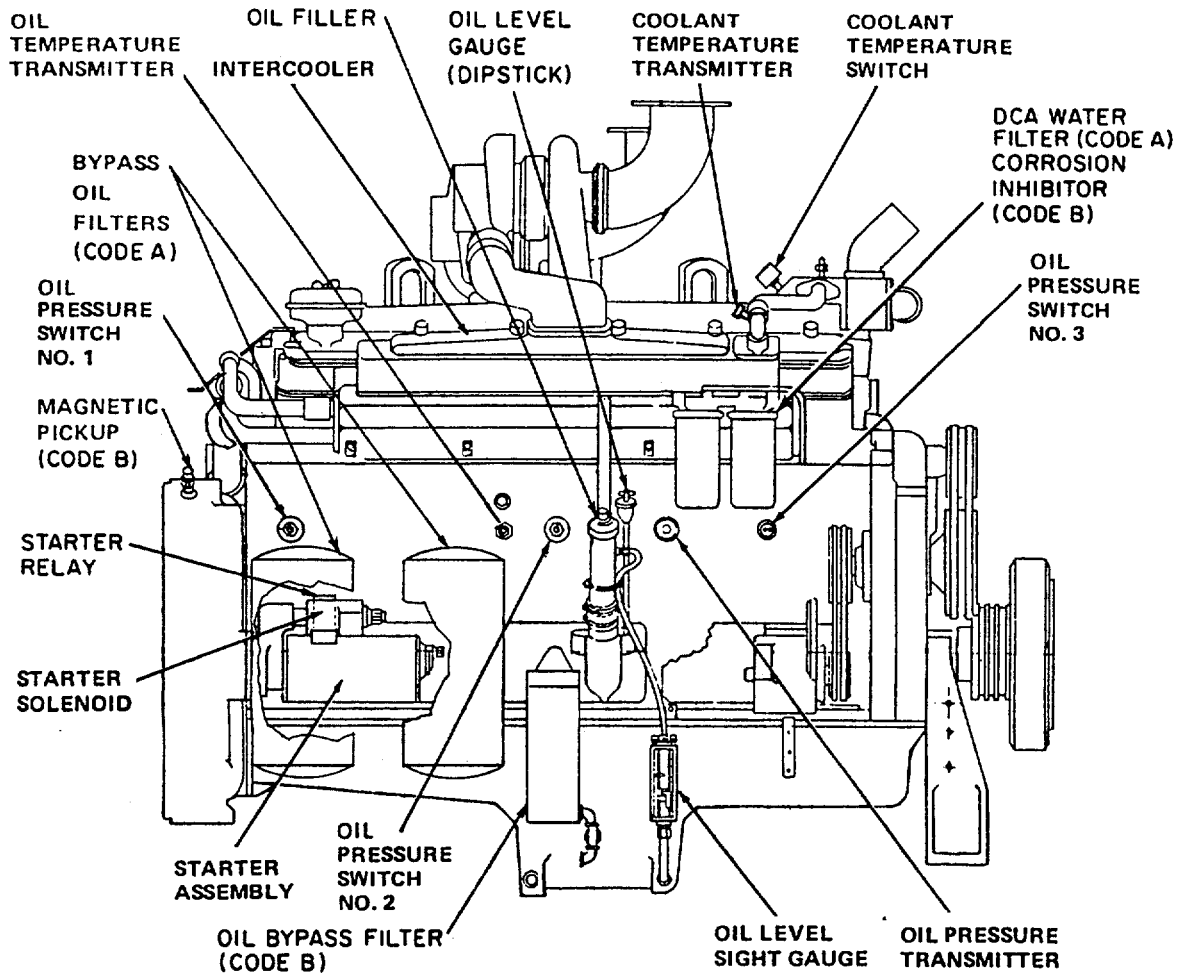 OIL
TEMPERATURE
TRANSMITTER
OIL FILLER
INTERCOOLER
OIL LEVEL
GAUGE
(DIPSTICK)
COOLANT
TEMPERATURE
TRANSMITTER
COOLANT
TEMPERATURE
SWITCH
DCA WATER
FILTER (CODE A)
CORROSION
INHIBITOR
(CODE B)
BYPASS
OIL
FILTERS
(CODE A)
OIL
PRESSURE
SWITCH
NO. 1
OIL
PRESSURE
SWITCH
NO. 3
MAGNETIC
PICKUP
(CODE B)
STARTER
RELAY
STARTER
SOLENOID
STARTER
ASSEMBLY
OIL
PRESSURE
SWITCH
NO. 2
OIL BYPASS FILTER
(CODE B)
OIL LEVEL
SIGHT GAUGE
OIL PRESSURE
TRANSMITTER